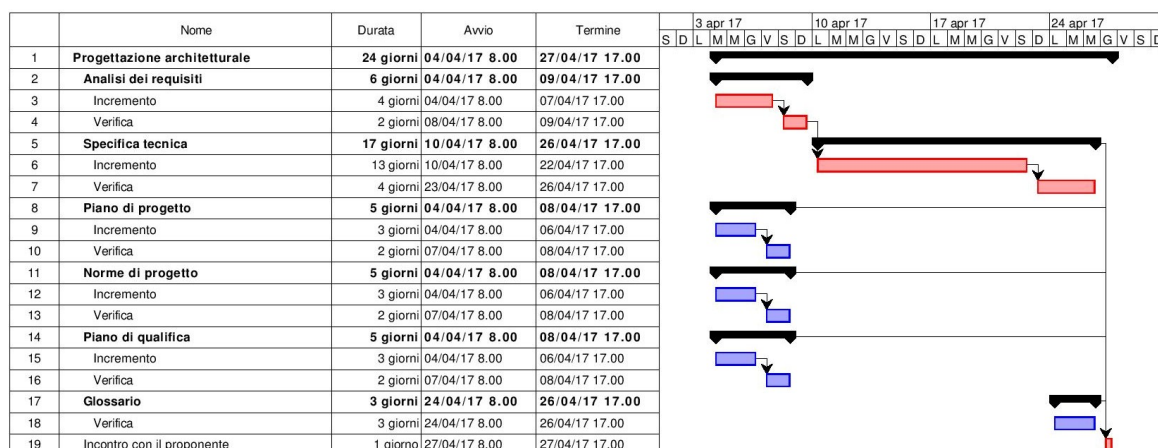 Nome Durata Avvio Termine 3 apr 17 10 apr 17 17 apr 17 24 apr 17
S D L M M G V S D L M M G V S D L M M G V S D L M M G V S D
1 Progettazione architetturale 24 giorni 04/04/17 8.00 27/04/17 17.00
2 Analisi dei requisiti 6 giorni 04/04/17 8.00 09/04/17 17.00
3 Incremento 4 giorni 04/04/17 8.00 07/04/17 17.00
4 Verifica 2 giorni 08/04/17 8.00 09/04/17 17.00
5 Specifica tecnica 17 giorni 10/04/17 8.00 26/04/17 17.00
6 Incremento 13 giorni 10/04/17 8.00 22/04/17 17.00
7 Verifica 4 giorni 23/04/17 8.00 26/04/17 17.00
8 Piano di progetto 5 giorni 04/04/17 8.00 08/04/17 17.00
9 Incremento 3 giorni 04/04/17 8.00 06/04/17 17.00
10 Verifica 2 giorni 07/04/17 8.00 08/04/17 17.00
11 Norme di progetto 5 giorni 04/04/17 8.00 08/04/17 17.00
12 Incremento 3 giorni 04/04/17 8.00 06/04/17 17.00
13 Verifica 2 giorni 07/04/17 8.00 08/04/17 17.00
14 Piano di qualifica 5 giorni 04/04/17 8.00 08/04/17 17.00
15 Incremento 3 giorni 04/04/17 8.00 06/04/17 17.00
16 Verifica 2 giorni 07/04/17 8.00 08/04/17 17.00
17 Glossario 3 giorni 24/04/17 8.00 26/04/17 17.00
18 Verifica 3 giorni 24/04/17 8.00 26/04/17 17.00
19 Incontro con il proponente 1 giorno 27/04/17 8.00 27/04/17 17.00